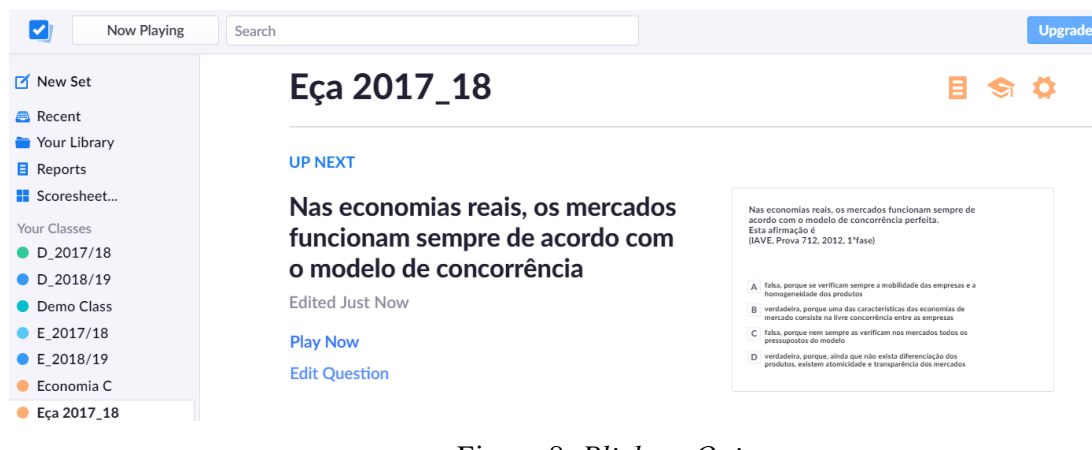 Now Playing
Search
Upgrade
New Set
Recent
Your Library
Reports
Scoresheet...
Your Classes
D_2017/18
D_2018/19
Demo Class
E_2017/18
E_2018/19
Economia C
Eça 2017_18
Eça 2017_18
UP NEXT
Nas economias reais, os mercados
funcionam sempre de acordo com
o modelo de concorrência
Edited Just Now
Play Now
Edit Question
Nas economias reais, os mercados funcionam sempre de
acordo com o modelo de concorrência perfeita.
Esta afirmação é
(IAVE, Prova 712, 2012, 1ªfase)
A falsa, porque se verificam sempre a mobilidade das empresas e a
homogeneidade dos produtos
B verdadeira, porque uma das características das economias de
mercado consiste na livre concorrência entre as empresas
C falsa, porque nem sempre as verificam nos mercados todos os
pressupostos do modelo
D verdadeira, porque, ainda que não exista diferenciação dos
produtos, existem atomicidade e transparência dos mercados